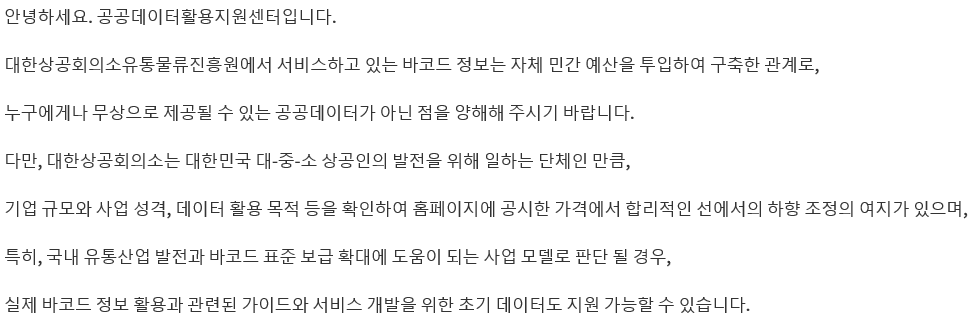 안녕하세요. 공공데이터활용지원센터입니다.
대한상공회의소유통물류진흥원에서 서비스하고 있는 바코드 정보는 자체 민간 예산을 투입하여 구축한 관계로,
누구에게나 무상으로 제공될 수 있는 공공데이터가 아닌 점을 양해해 주시기 바랍니다.
다만, 대한상공회의소는 대한민국 대-중-소 상공인의 발전을 위해 일하는 단체인 만큼,
기업 규모와 사업 성격, 데이터 활용 목적 등을 확인하여 홈페이지에 공시한 가격에서 합리적인 선에서의 하향 조정의 여지가 있으며,
특히, 국내 유통산업 발전과 바코드 표준 보급 확대에 도움이 되는 사업 모델로 판단 될 경우,
실제 바코드 정보 활용과 관련된 가이드와 서비스 개발을 위한 초기 데이터도 지원 가능할 수 있습니다.